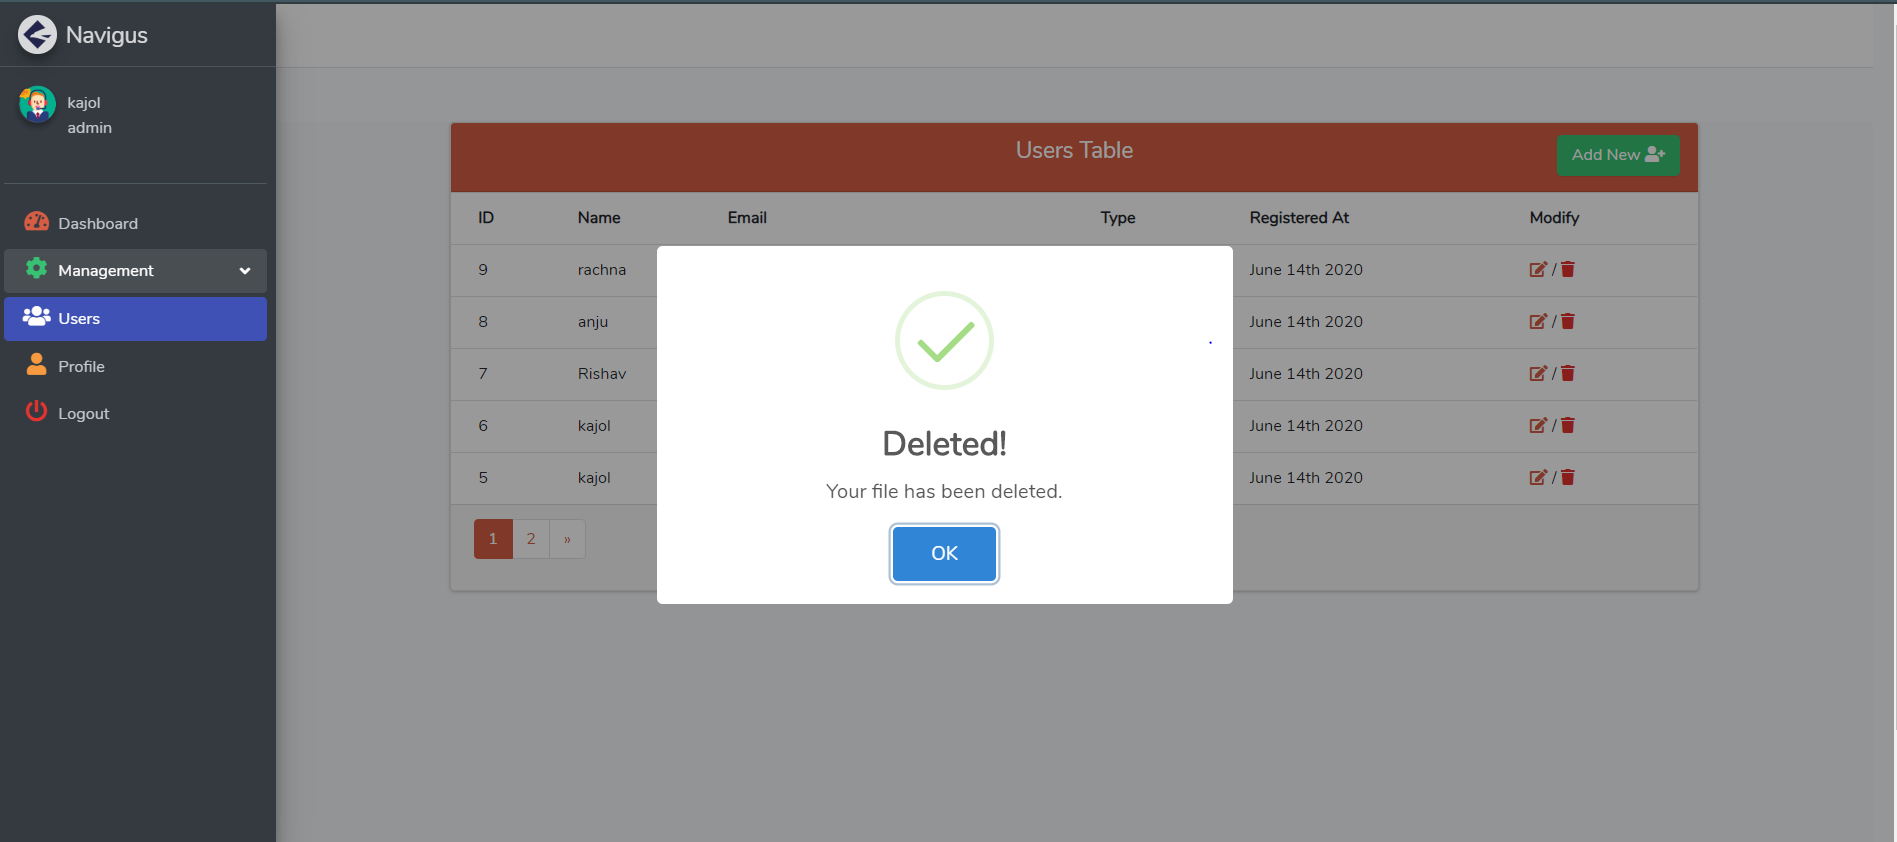 Navigus
kajol
admin
Dashboard
Management
Users
Profile
Logout
Users Table
Add New
ID Name Email Type Registered At Modify
9 rachna June 14th 2020 /
8 anju June 14th 2020 /
7 Rishav June 14th 2020 /
6 kajol June 14th 2020 /
5 kajol June 14th 2020 /
1 2 »
Deleted!
Your file has been deleted.
OK